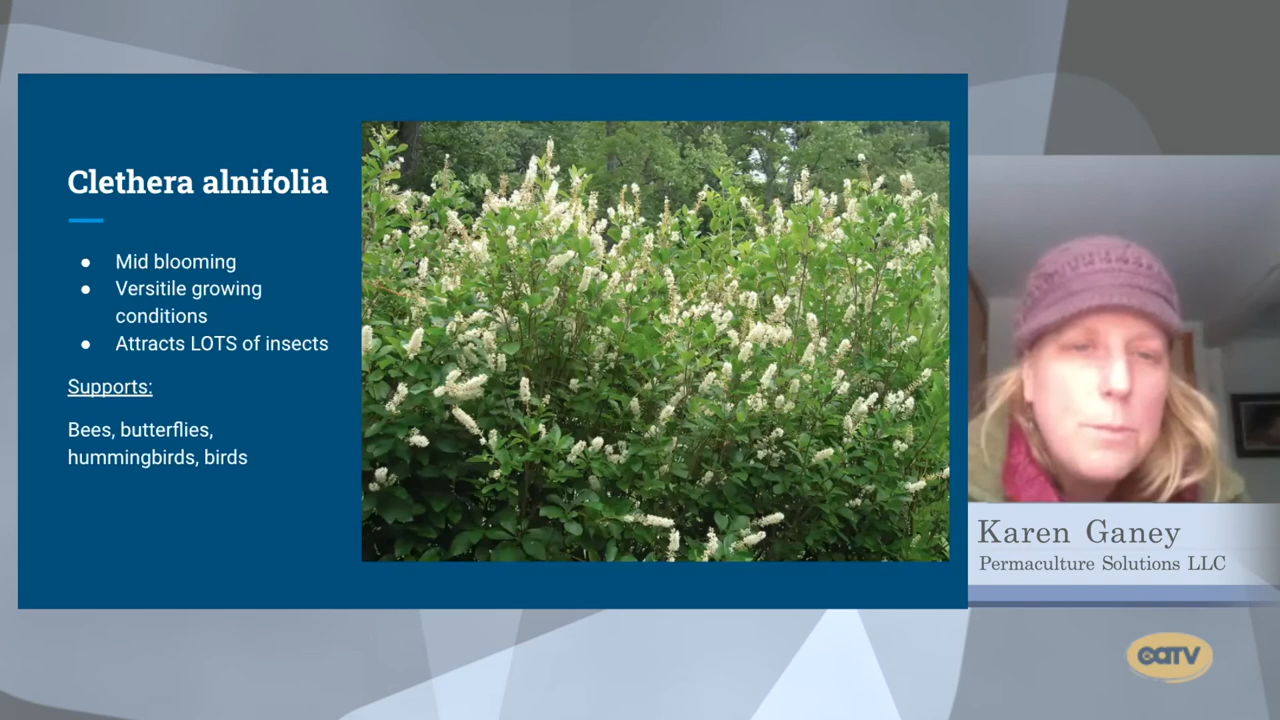 Clethera alnifolia
● Mid blooming
● Versitile growing
conditions
● Attracts LOTS of insects
Supports:
Bees, butterflies,
hummingbirds, birds
Karen Ganey
Permaculture Solutions LLC
CATV